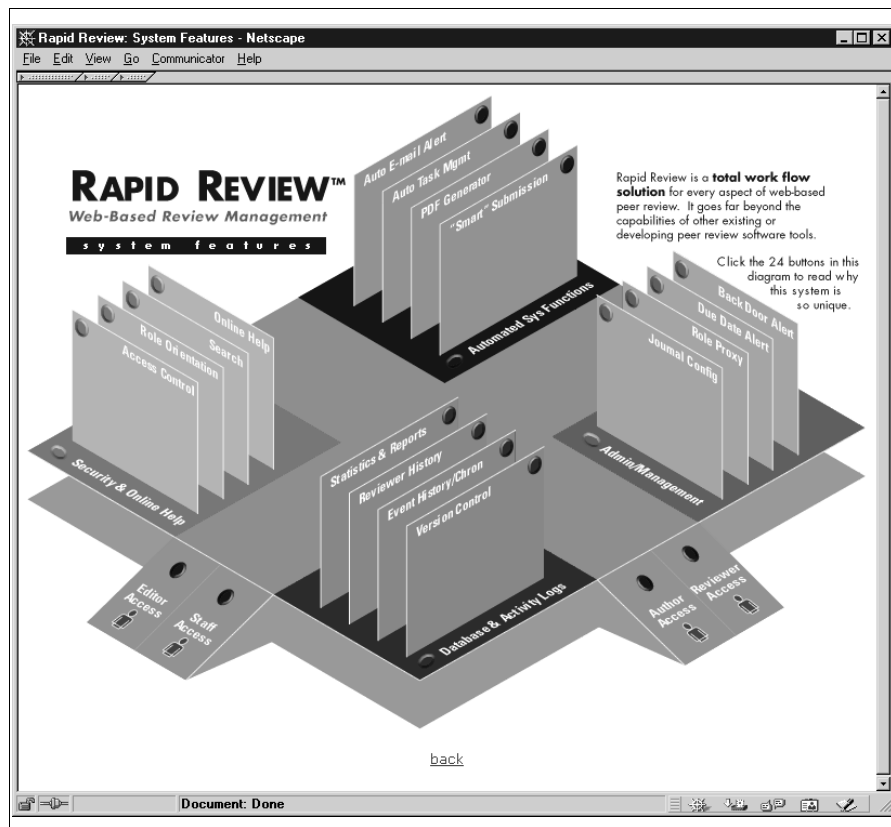 Rapid Review: System Features - Netscape
File Edit View Go Communicator Help
RAPID REVIEW™
Web-Based Review Management
system features
Rapid Review is a total work flow
solution for every aspect of web-based
peer review. It goes far beyond the
capabilities of other existing or
developing peer review software tools.
Click the 24 buttons in this
diagram to read why
this system is
so unique.
Auto E-mail Alert
Auto Task Mgmt
PDF Generator
"Smart" Submission
Automated Sys Functions
Online Help
Search
Role Orientation
Access Control
Security & Online Help
Back Door Alert
Due Date Alert
Role Proxy
Journal Config
Admin/Management
Statistics & Reports
Reviewer History
Event History/Chron
Version Control
Database & Activity Logs
Editor
Access
Staff
Access
Author
Access
Reviewer
Access
back
Document: Done